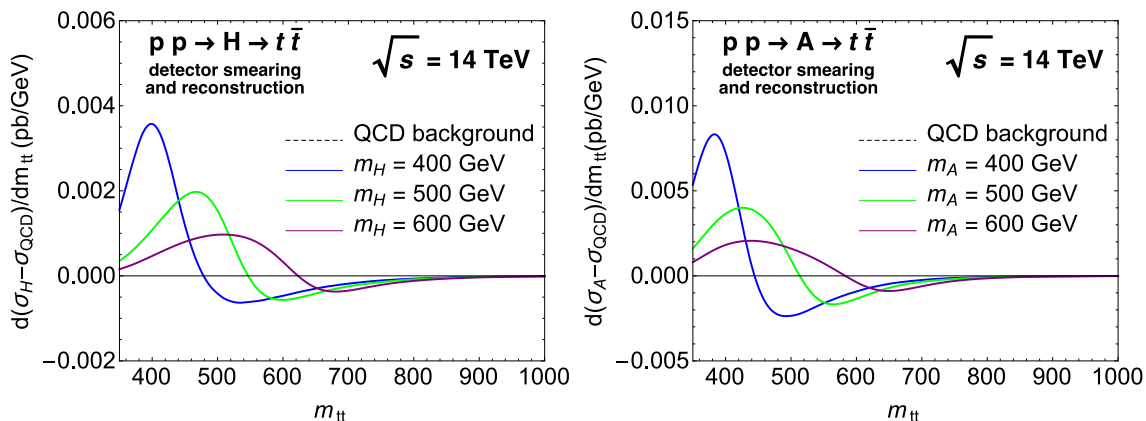 p p → H → t t̄
detector smearing
and reconstruction
√s = 14 TeV
QCD background
m_H = 400 GeV
m_H = 500 GeV
m_H = 600 GeV
d(σ_H−σ_QCD)/dm_tt (pb/GeV)
0.006
0.004
0.002
0.000
−0.002
400 500 600 700 800 900 1000
m_tt
p p → A → t t̄
detector smearing
and reconstruction
√s = 14 TeV
QCD background
m_A = 400 GeV
m_A = 500 GeV
m_A = 600 GeV
d(σ_A−σ_QCD)/dm_tt (pb/GeV)
0.015
0.010
0.005
0.000
−0.005
400 500 600 700 800 900 1000
m_tt